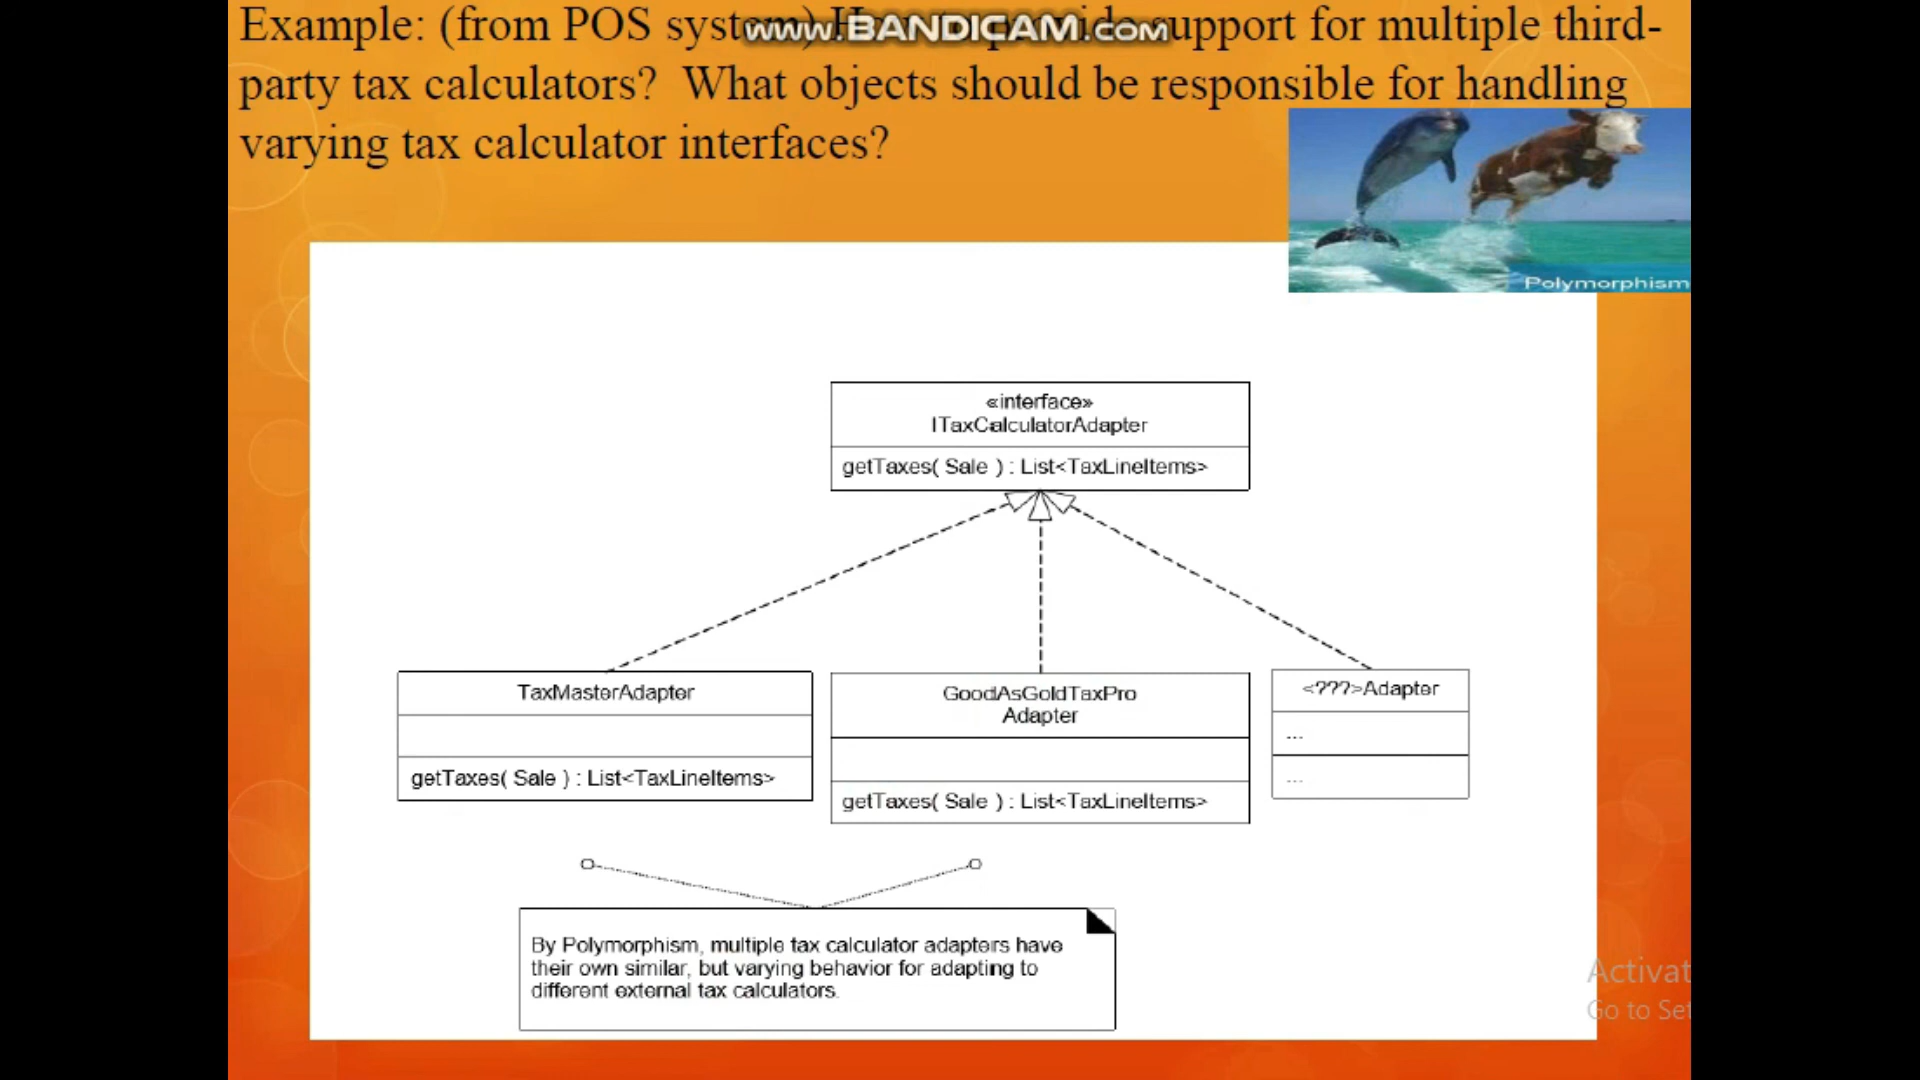 Example: (from POS system) How to provide support for multiple third-
www.BANDICAM.com
party tax calculators? What objects should be responsible for handling
varying tax calculator interfaces?
Polymorphism
«interface»
ITaxCalculatorAdapter
getTaxes( Sale ) : List<TaxLineItems>
TaxMasterAdapter
getTaxes( Sale ) : List<TaxLineItems>
GoodAsGoldTaxPro
Adapter
getTaxes( Sale ) : List<TaxLineItems>
<???>Adapter
...
...
By Polymorphism, multiple tax calculator adapters have
their own similar, but varying behavior for adapting to
different external tax calculators.
Activat
Go to Set